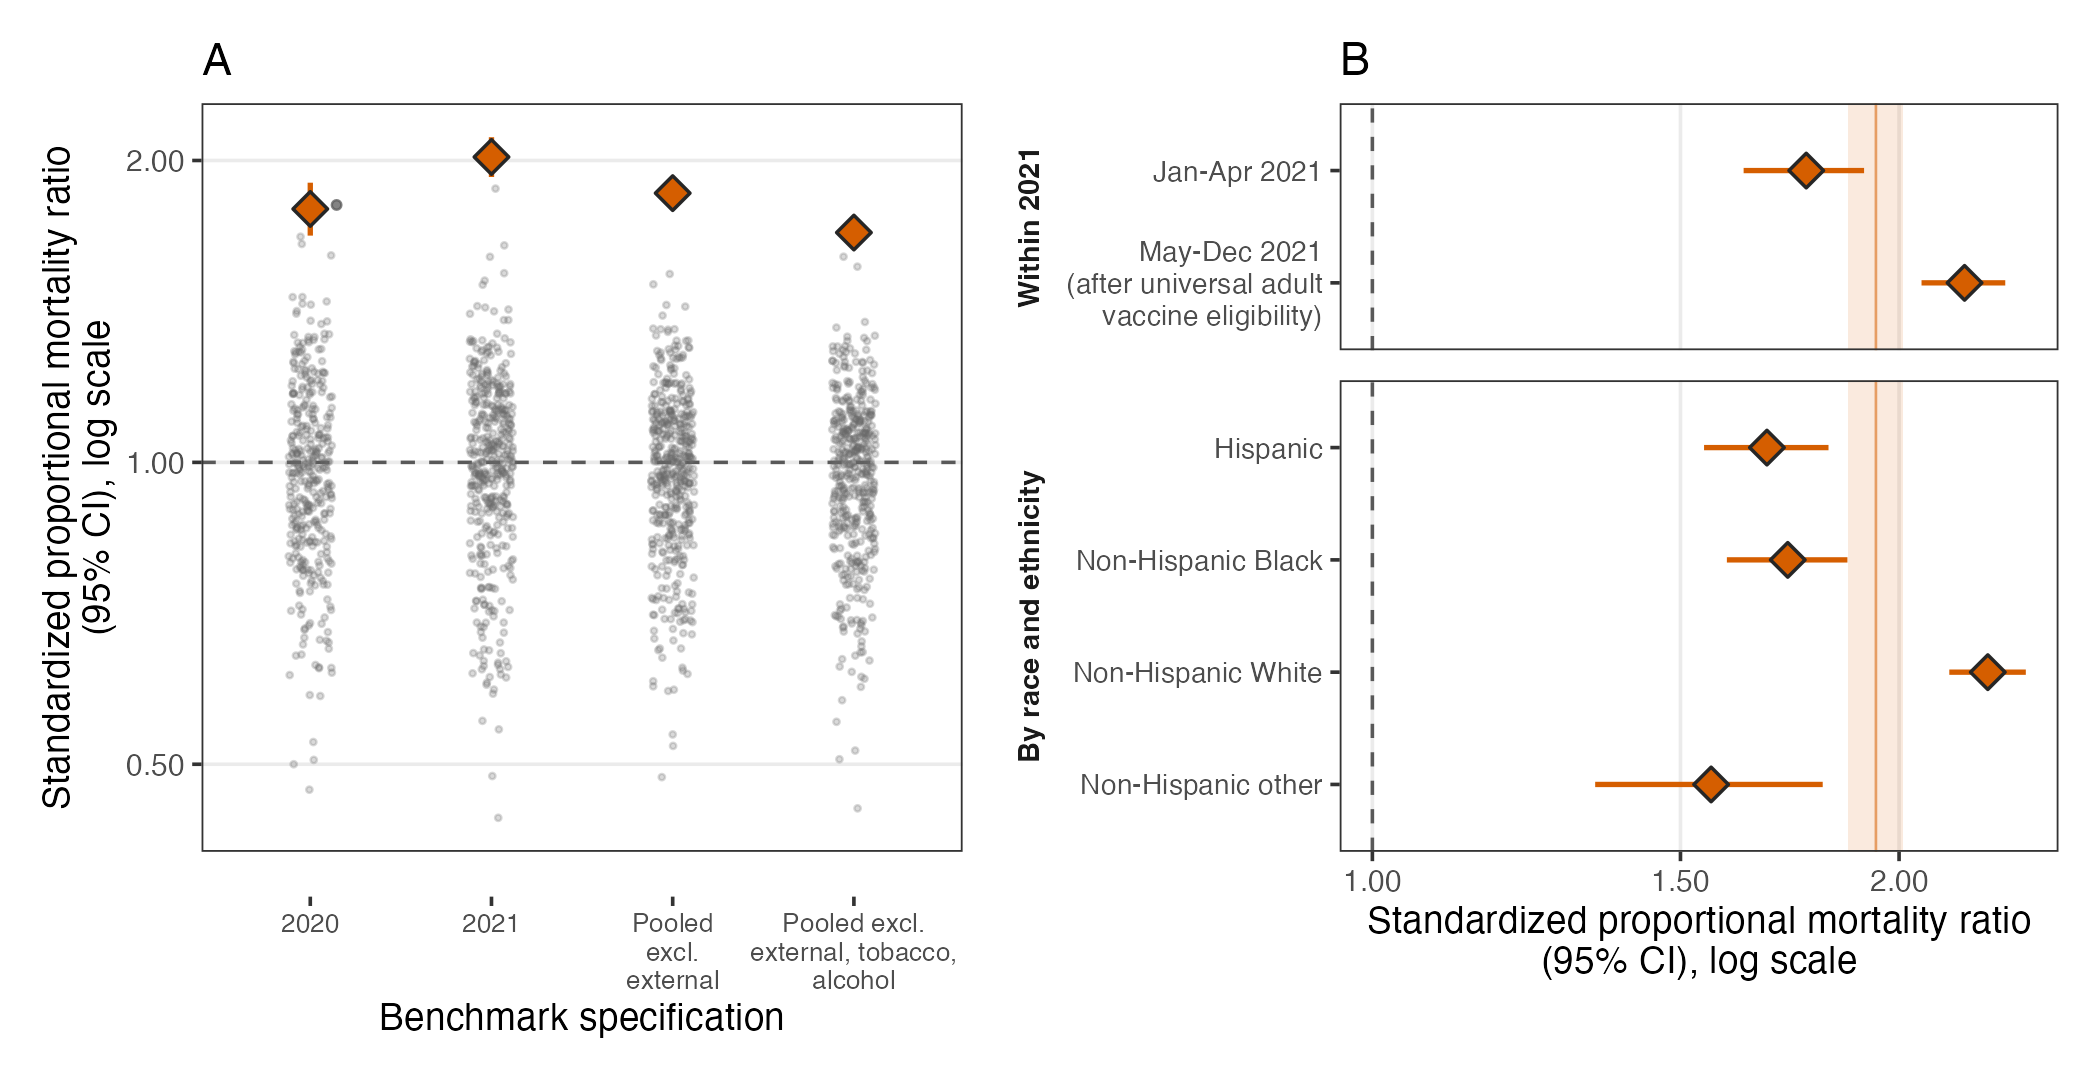 A
Standardized proportional mortality ratio
(95% CI), log scale
2.00
1.00
0.50
2020
2021
Pooled
excl.
external
Pooled excl.
external, tobacco,
alcohol
Benchmark specification
B
Within 2021
Jan-Apr 2021
May-Dec 2021
(after universal adult
vaccine eligibility)
By race and ethnicity
Hispanic
Non-Hispanic Black
Non-Hispanic White
Non-Hispanic other
1.00
1.50
2.00
Standardized proportional mortality ratio
(95% CI), log scale